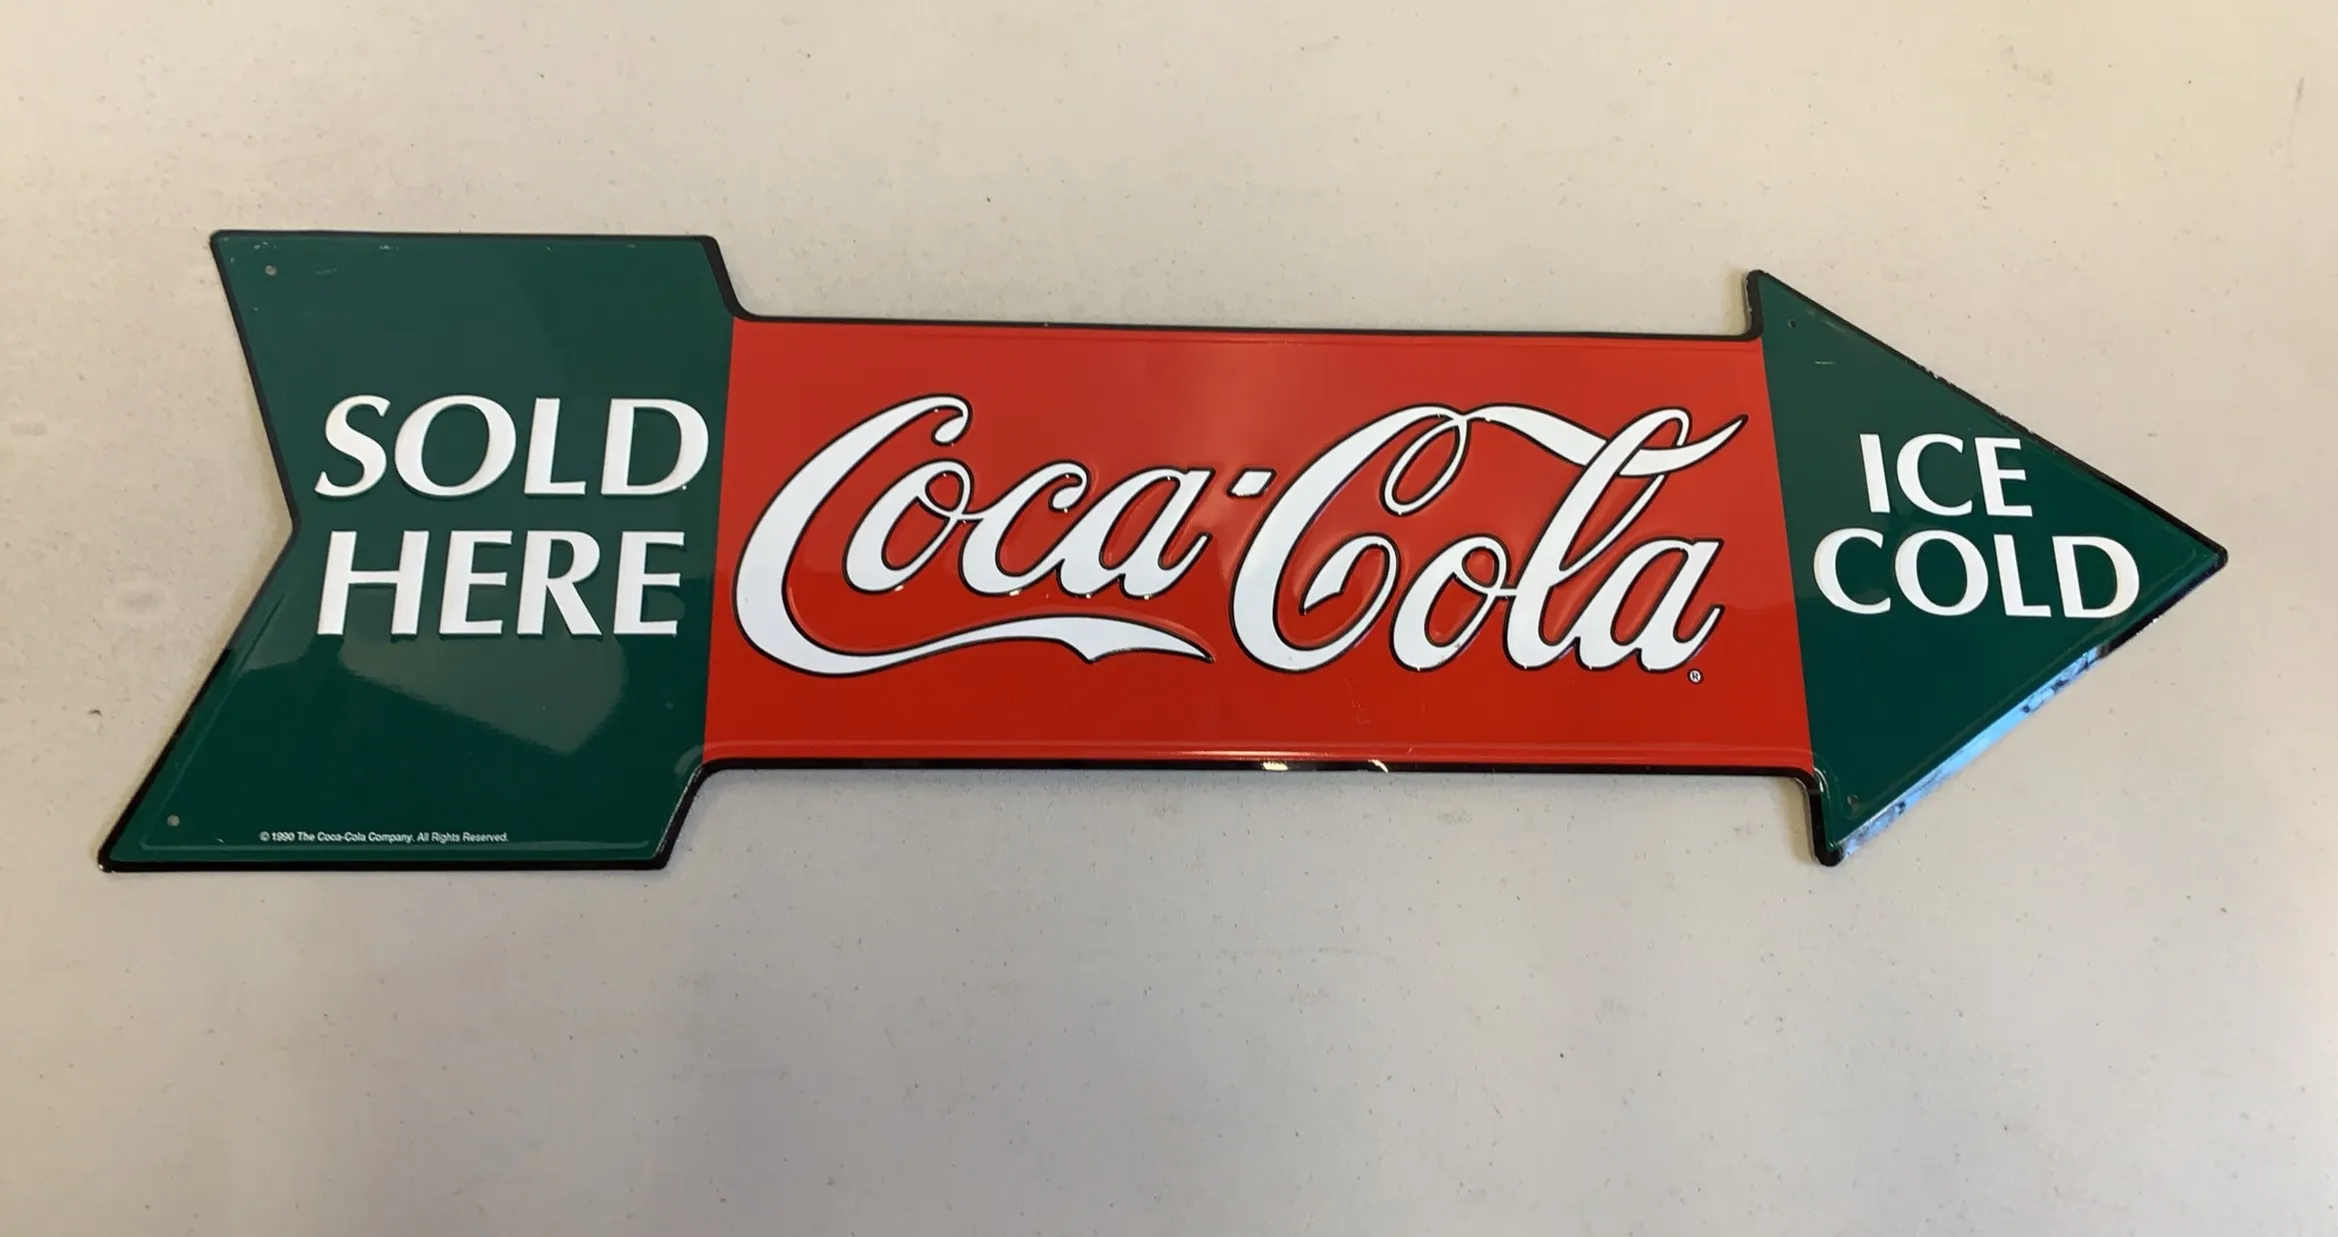 SOLD
HERE
Coca-Cola
®
ICE
COLD
© 1990 The Coca-Cola Company. All Rights Reserved.